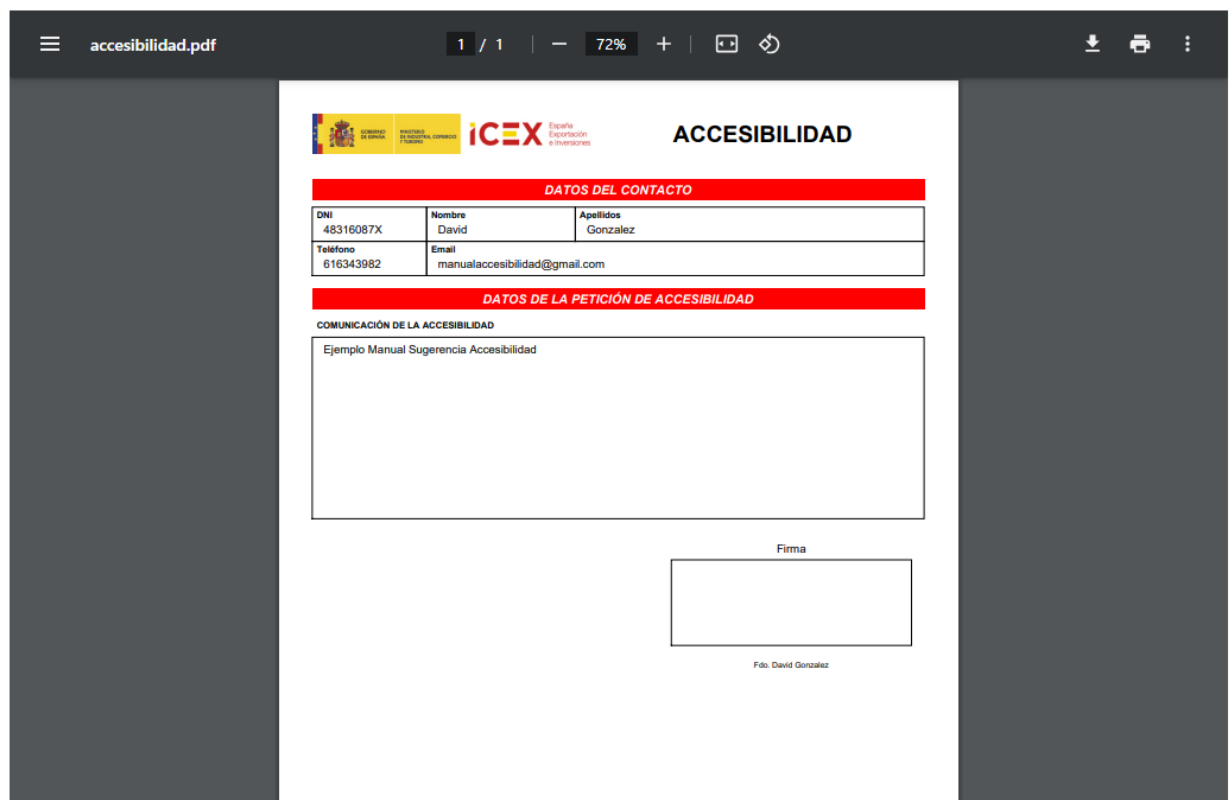 accesibilidad.pdf
1 / 1
72%
GOBIERNO DE ESPAÑA
MINISTERIO DE INDUSTRIA, COMERCIO Y TURISMO
ICEX
España
Exportación
e Inversiones
ACCESIBILIDAD
DATOS DEL CONTACTO
DNI Nombre Apellidos
48316087X David Gonzalez
Teléfono Email
616343982 manualaccesibilidad@gmail.com
DATOS DE LA PETICIÓN DE ACCESIBILIDAD
COMUNICACIÓN DE LA ACCESIBILIDAD
Ejemplo Manual Sugerencia Accesibilidad
Firma
Fdo. David Gonzalez